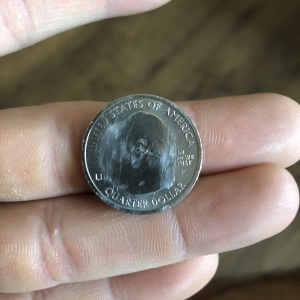 UNITED STATES OF AMERICA
QUARTER DOLLAR